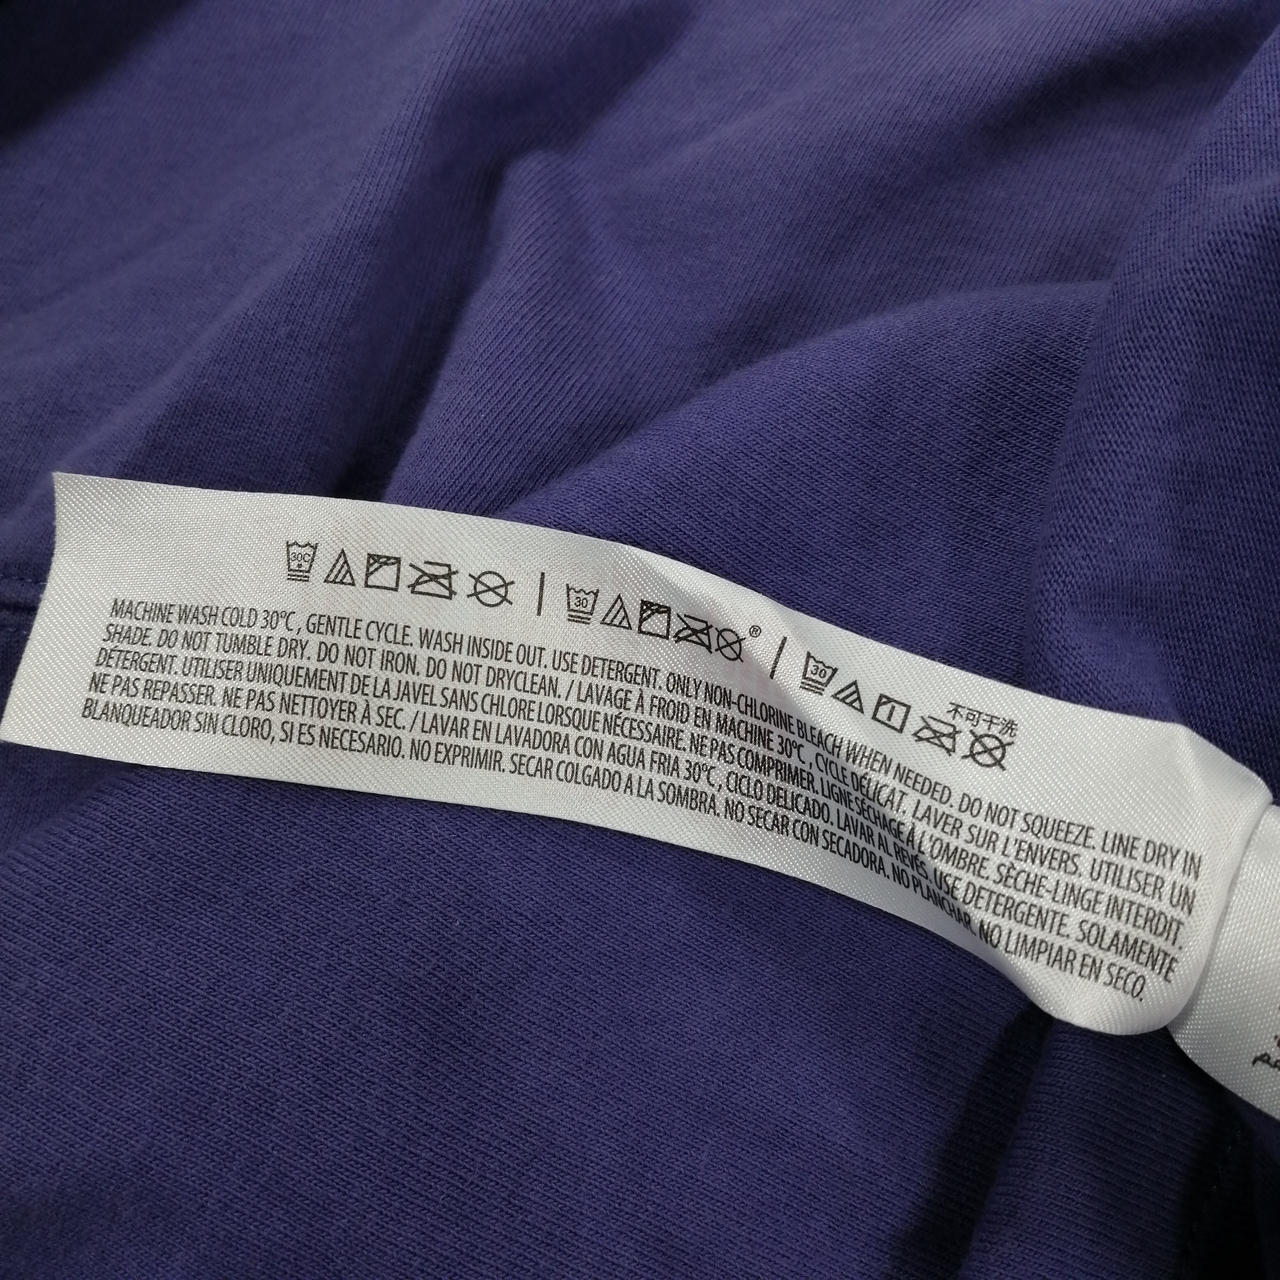 30C | 30 ® | 30 不可干洗
MACHINE WASH COLD 30°C, GENTLE CYCLE. WASH INSIDE OUT. USE DETERGENT. ONLY NON-CHLORINE BLEACH WHEN NEEDED. DO NOT SQUEEZE. LINE DRY IN
SHADE. DO NOT TUMBLE DRY. DO NOT IRON. DO NOT DRYCLEAN. / LAVAGE À FROID EN MACHINE 30°C, CYCLE DÉLICAT. LAVER SUR L'ENVERS. UTILISER UN
DÉTERGENT. UTILISER UNIQUEMENT DE LA JAVEL SANS CHLORE LORSQUE NÉCESSAIRE. NE PAS COMPRIMER. LIGNE SÉCHAGE À L'OMBRE. SÈCHE-LINGE INTERDIT.
NE PAS REPASSER. NE PAS NETTOYER À SEC. / LAVAR EN LAVADORA CON AGUA FRIA 30°C, CICLO DELICADO. LAVAR AL REVÉS. USE DETERGENTE. SOLAMENTE
BLANQUEADOR SIN CLORO, SI ES NECESARIO. NO EXPRIMIR. SECAR COLGADO A LA SOMBRA. NO SECAR CON SECADORA. NO PLANCHAR. NO LIMPIAR EN SECO.